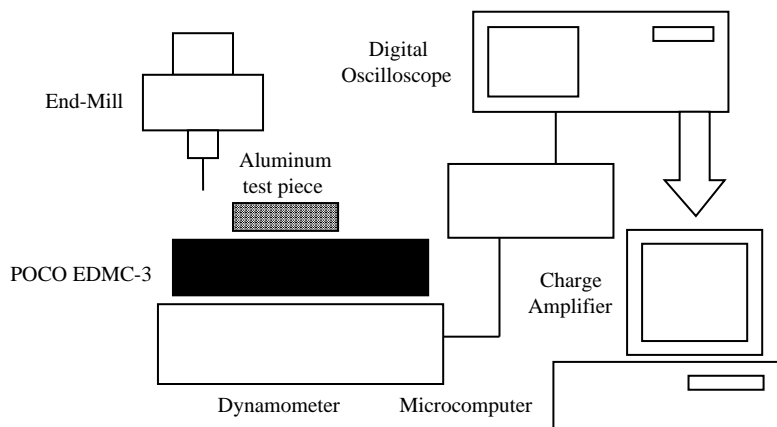 Digital
Oscilloscope
End-Mill
Aluminum
test piece
POCO EDMC-3
Charge
Amplifier
Dynamometer
Microcomputer